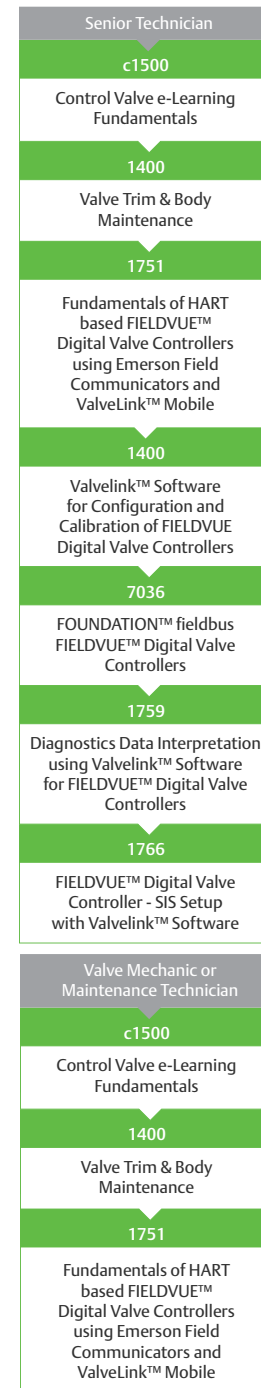 Senior Technician
c1500
Control Valve e-Learning
Fundamentals
1400
Valve Trim & Body
Maintenance
1751
Fundamentals of HART
based FIELDVUE™
Digital Valve Controllers
using Emerson Field
Communicators and
ValveLink™ Mobile
1400
Valvelink™ Software
for Configuration and
Calibration of FIELDVUE
Digital Valve Controllers
7036
FOUNDATION™ fieldbus
FIELDVUE™ Digital Valve
Controllers
1759
Diagnostics Data Interpretation
using Valvelink™ Software
for FIELDVUE™ Digital Valve
Controllers
1766
FIELDVUE™ Digital Valve
Controller - SIS Setup
with Valvelink™ Software
Valve Mechanic or
Maintenance Technician
c1500
Control Valve e-Learning
Fundamentals
1400
Valve Trim & Body
Maintenance
1751
Fundamentals of HART
based FIELDVUE™
Digital Valve Controllers
using Emerson Field
Communicators and
ValveLink™ Mobile